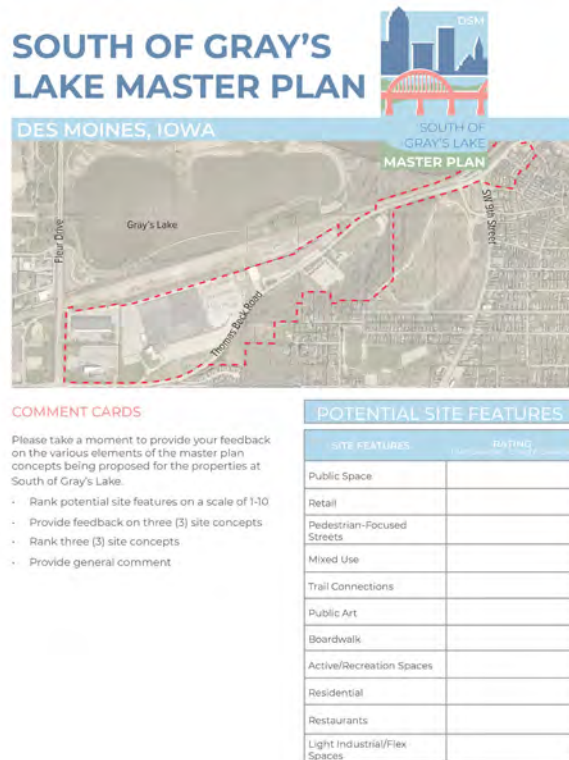 SOUTH OF GRAY'S
LAKE MASTER PLAN
DSM
SOUTH OF
GRAY'S LAKE
MASTER PLAN
DES MOINES, IOWA
Gray's Lake
Fleur Drive
SW 9th Street
Thomas Beck Road
COMMENT CARDS
Please take a moment to provide your feedback
on the various elements of the master plan
concepts being proposed for the properties at
South of Gray's Lake.
· Rank potential site features on a scale of 1-10
· Provide feedback on three (3) site concepts
· Rank three (3) site concepts
· Provide general comment
POTENTIAL SITE FEATURES
SITE FEATURES
RATING
Public Space
Retail
Pedestrian-Focused
Streets
Mixed Use
Trail Connections
Public Art
Boardwalk
Active/Recreation Spaces
Residential
Restaurants
Light Industrial/Flex
Spaces